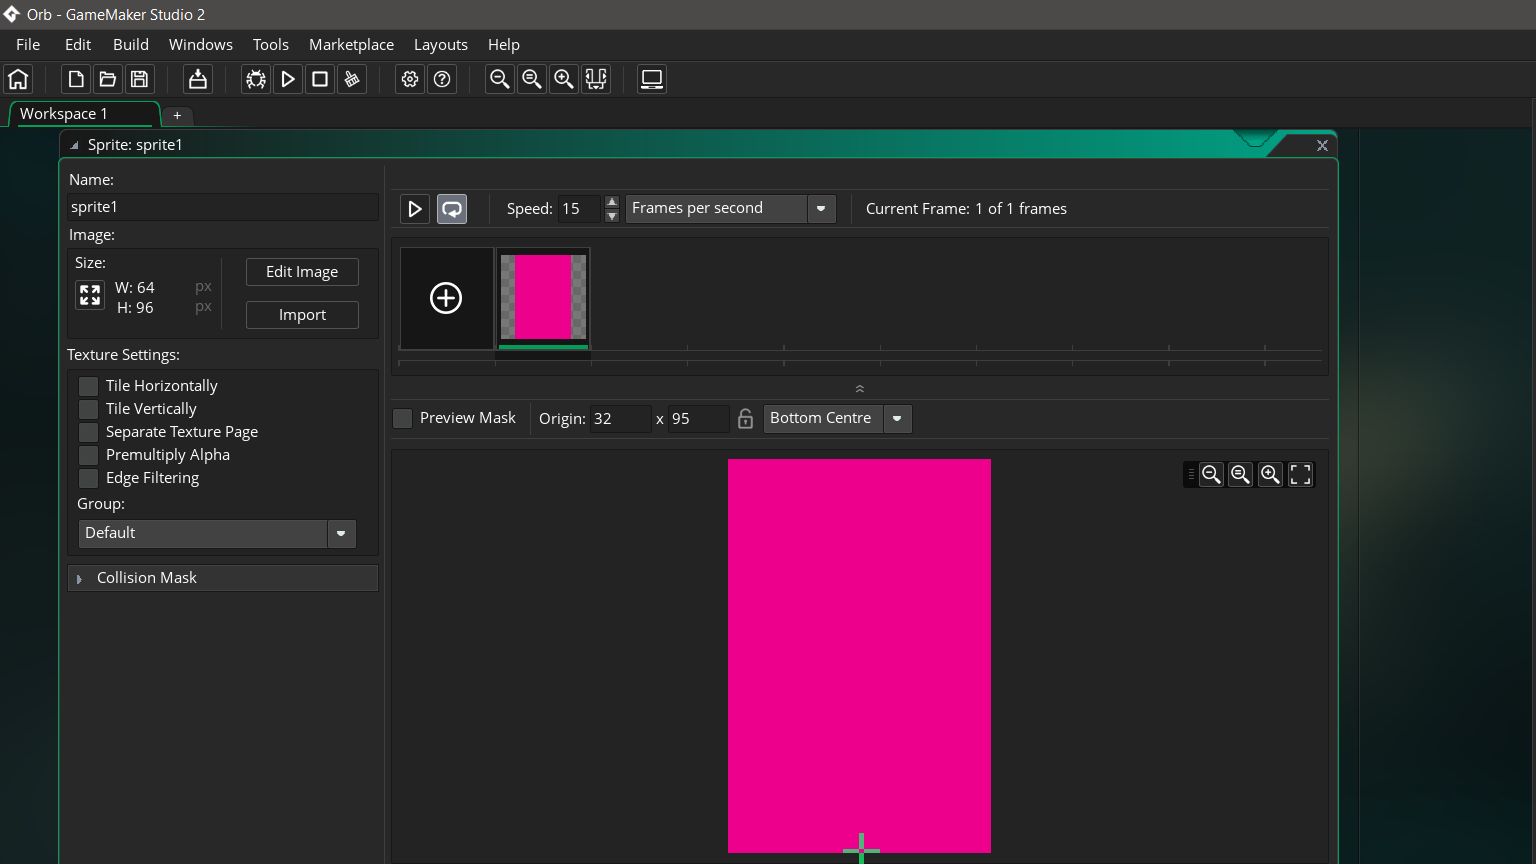 Orb - GameMaker Studio 2
File Edit Build Windows Tools Marketplace Layouts Help
Workspace 1 +
Sprite: sprite1
Name:
sprite1
Image:
Size:
W: 64 px
H: 96 px
Edit Image
Import
Texture Settings:
Tile Horizontally
Tile Vertically
Separate Texture Page
Premultiply Alpha
Edge Filtering
Group:
Default
Collision Mask
Speed: 15 Frames per second Current Frame: 1 of 1 frames
Preview Mask Origin: 32 x 95 Bottom Centre